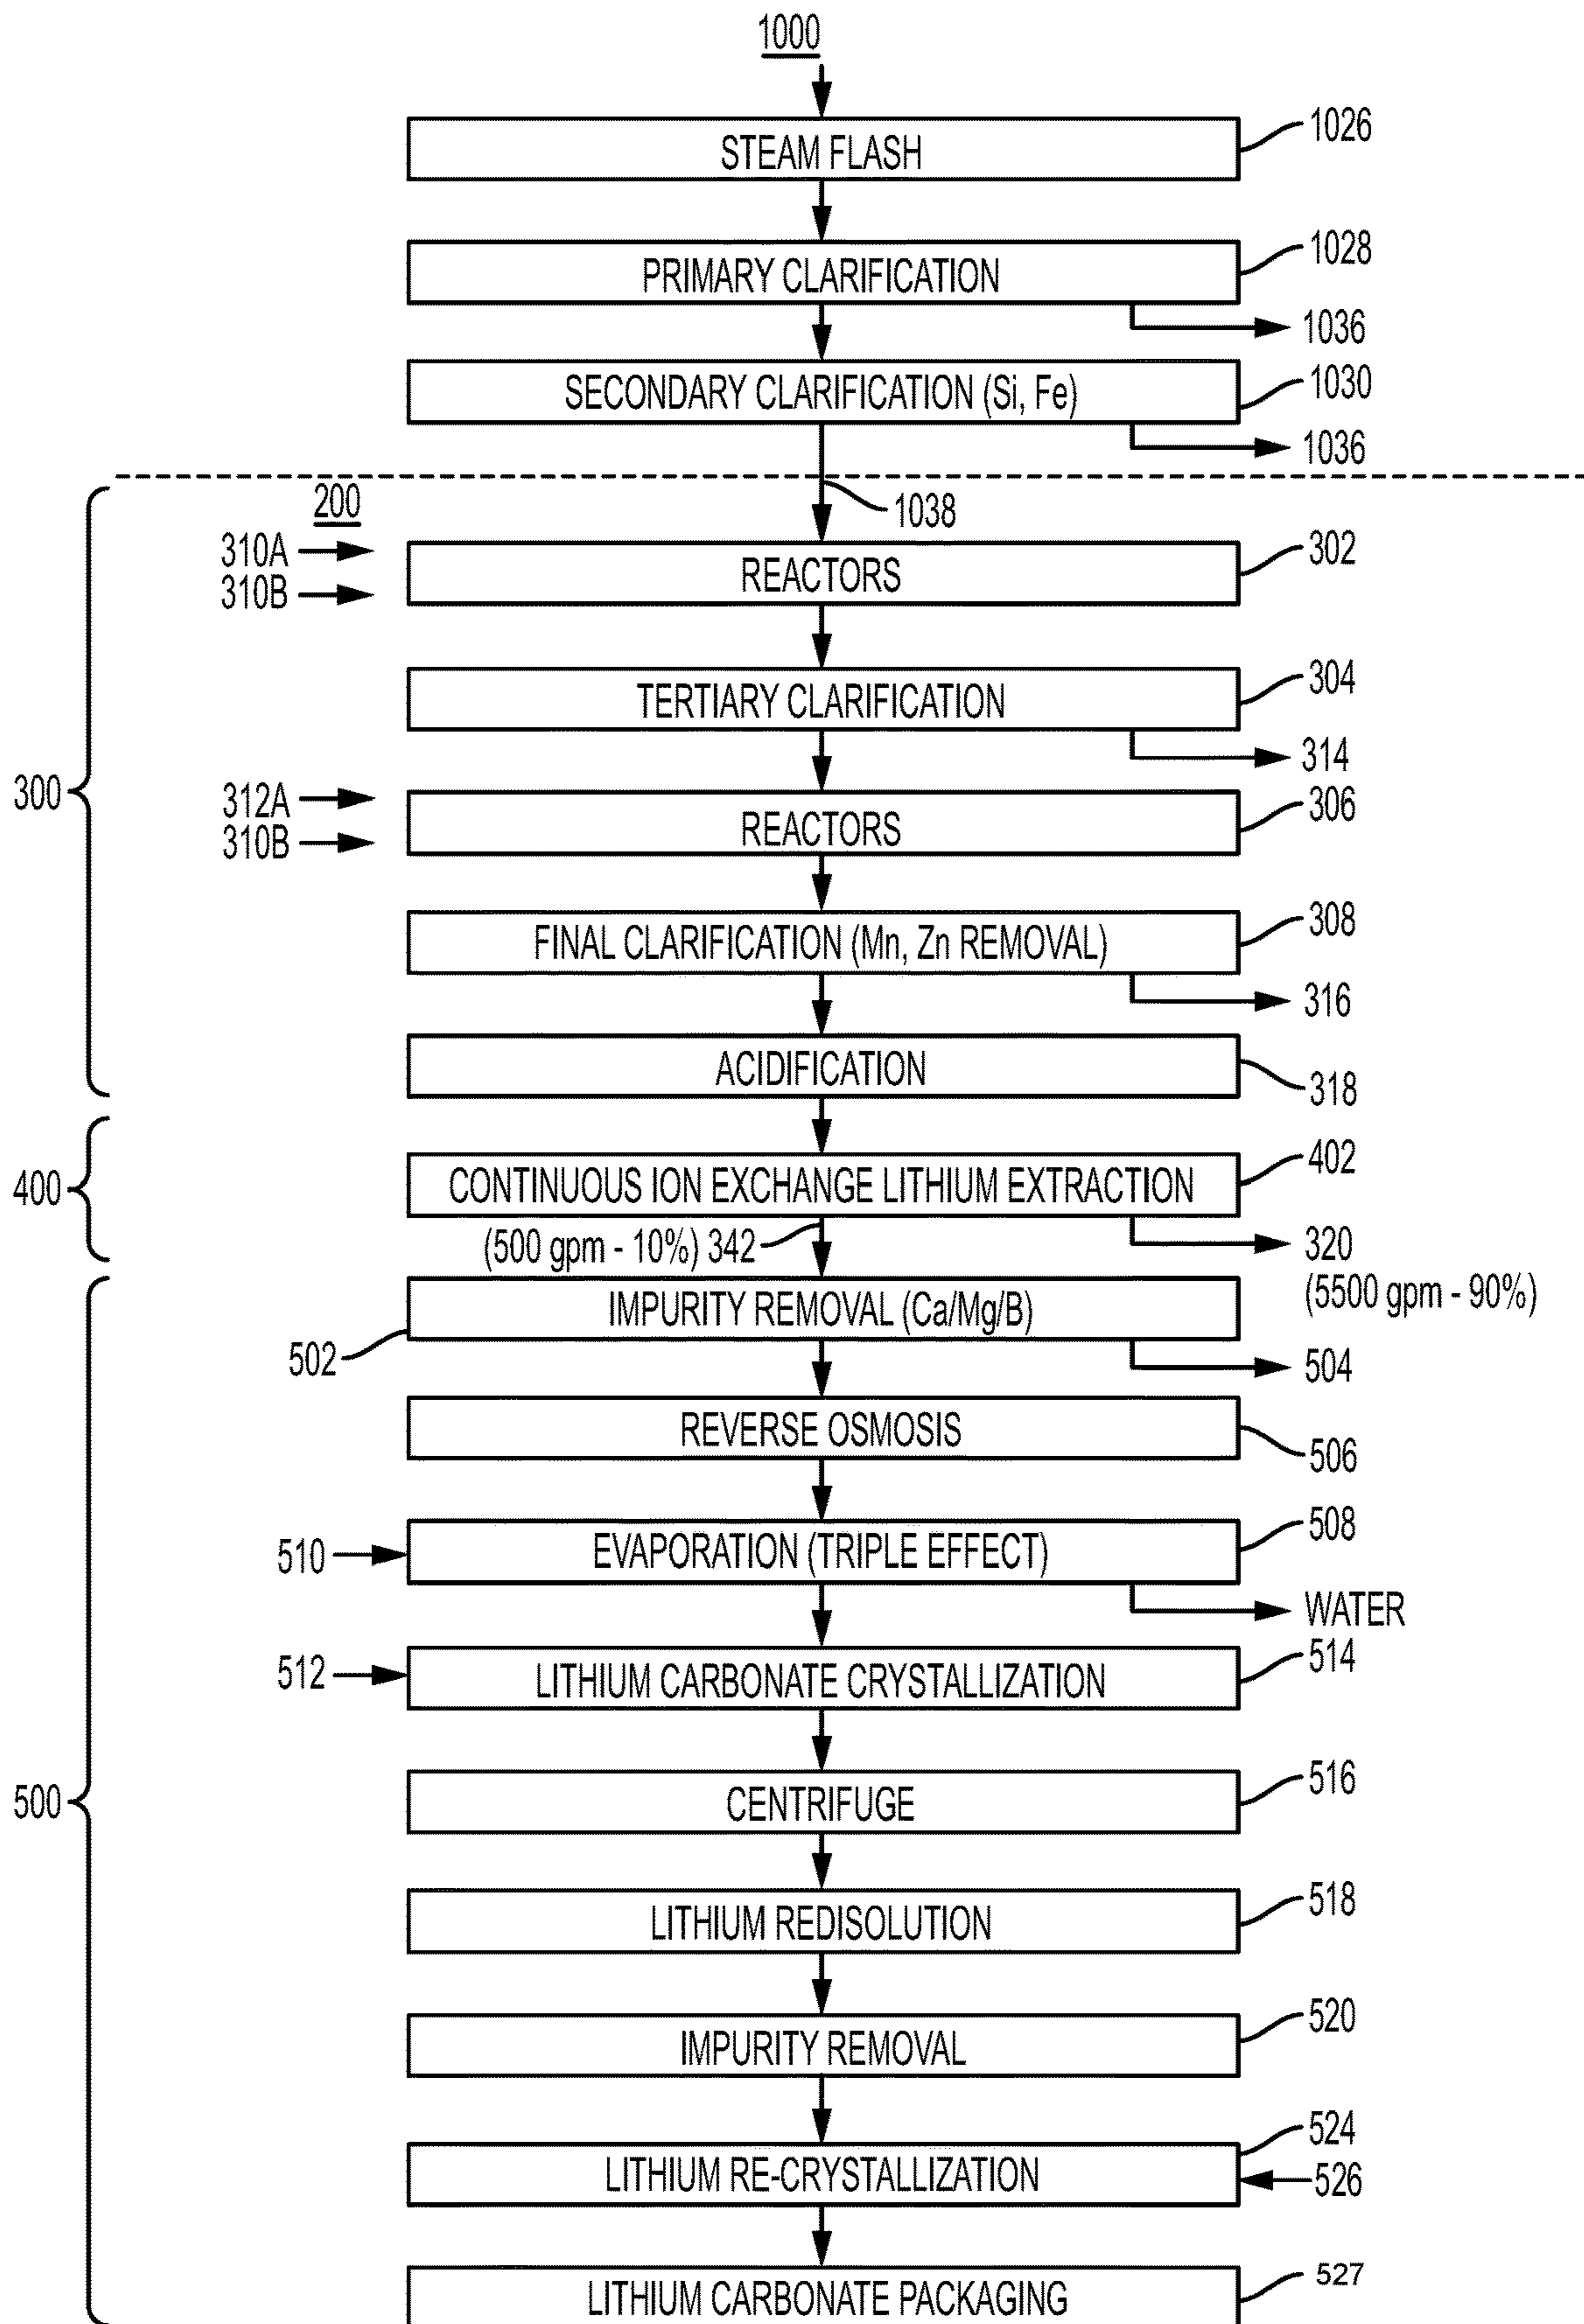 1000
STEAM FLASH
1026
PRIMARY CLARIFICATION
1028
1036
SECONDARY CLARIFICATION (Si, Fe)
1030
1036
200
1038
310A
310B
REACTORS
302
TERTIARY CLARIFICATION
304
314
300
312A
310B
REACTORS
306
FINAL CLARIFICATION (Mn, Zn REMOVAL)
308
316
ACIDIFICATION
318
400
CONTINUOUS ION EXCHANGE LITHIUM EXTRACTION
402
(500 gpm - 10%) 342
320
(5500 gpm - 90%)
IMPURITY REMOVAL (Ca/Mg/B)
502
504
REVERSE OSMOSIS
506
510
EVAPORATION (TRIPLE EFFECT)
508
WATER
512
LITHIUM CARBONATE CRYSTALLIZATION
514
500
CENTRIFUGE
516
LITHIUM REDISOLUTION
518
IMPURITY REMOVAL
520
LITHIUM RE-CRYSTALLIZATION
524
526
LITHIUM CARBONATE PACKAGING
527